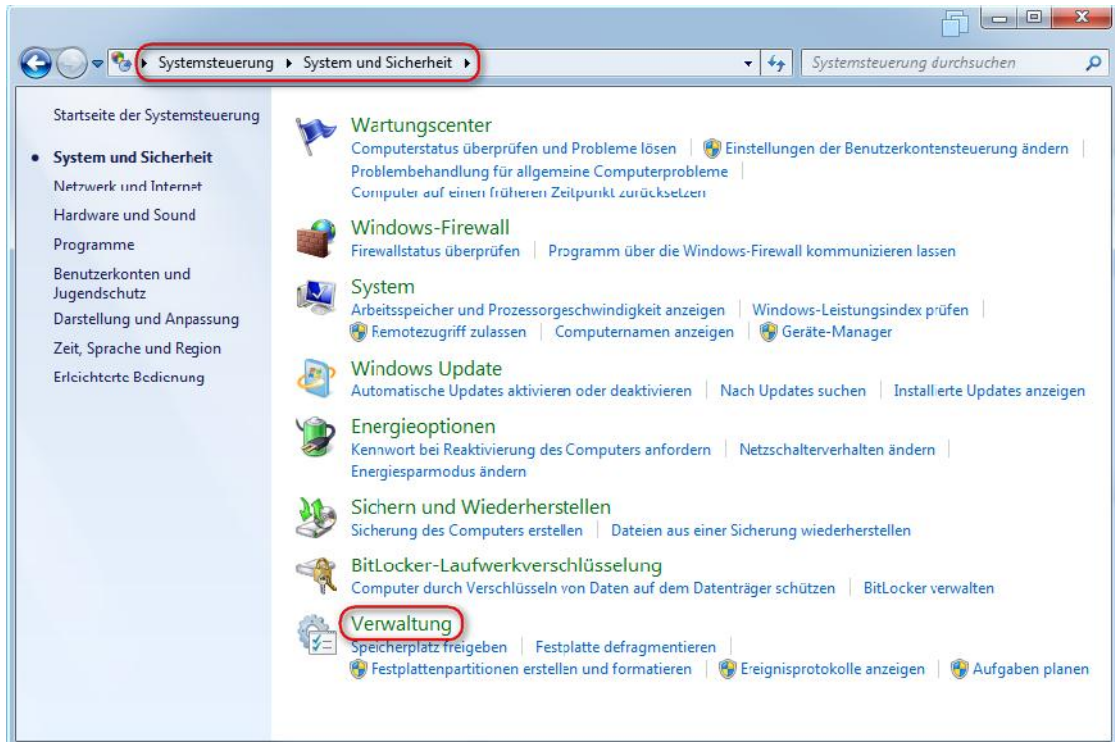 Systemsteuerung System und Sicherheit
Systemsteuerung durchsuchen
Startseite der Systemsteuerung
System und Sicherheit
Netzwerk und Internet
Hardware und Sound
Programme
Benutzerkonten und
Jugendschutz
Darstellung und Anpassung
Zeit, Sprache und Region
Erleichterte Bedienung
Wartungscenter
Computerstatus überprüfen und Probleme lösen Einstellungen der Benutzerkontensteuerung ändern
Problembehandlung für allgemeine Computerprobleme
Computer auf einen früheren Zeitpunkt zurücksetzen
Windows-Firewall
Firewallstatus überprüfen Programm über die Windows-Firewall kommunizieren lassen
System
Arbeitsspeicher und Prozessorgeschwindigkeit anzeigen Windows-Leistungsindex prüfen
Remotezugriff zulassen Computernamen anzeigen Geräte-Manager
Windows Update
Automatische Updates aktivieren oder deaktivieren Nach Updates suchen Installierte Updates anzeigen
Energieoptionen
Kennwort bei Reaktivierung des Computers anfordern Netzschalterverhalten ändern
Energiesparmodus ändern
Sichern und Wiederherstellen
Sicherung des Computers erstellen Dateien aus einer Sicherung wiederherstellen
BitLocker-Laufwerkverschlüsselung
Computer durch Verschlüsseln von Daten auf dem Datenträger schützen BitLocker verwalten
Verwaltung
Speicherplatz freigeben Festplatte defragmentieren
Festplattenpartitionen erstellen und formatieren Ereignisprotokolle anzeigen Aufgaben planen